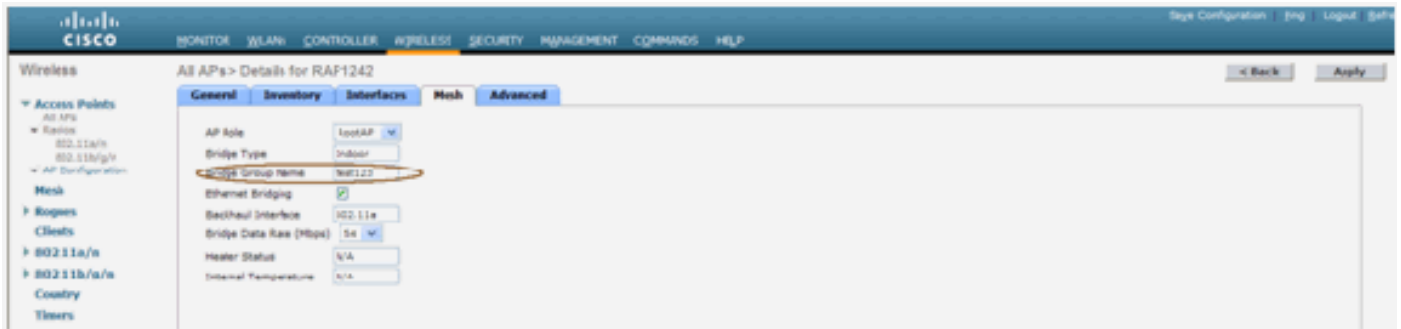 Save Configuration Ping Logout Refre
CISCO
MONITOR WLANs CONTROLLER WIRELESS SECURITY MANAGEMENT COMMANDS HELP
Wireless
All APs > Details for RAP1242
< Back Apply
General Inventory Interfaces Mesh Advanced
Access Points
All APs
Radios
802.11a/n
802.11b/g/n
AP Configuration
Mesh
Rogues
Clients
802.11a/n
802.11b/g/n
Country
Timers
AP Role RootAP
Bridge Type Indoor
Bridge Group Name test123
Ethernet Bridging
Backhaul Interface 802.11a
Bridge Data Rate (Mbps) 54
Heater Status N/A
Internal Temperature N/A